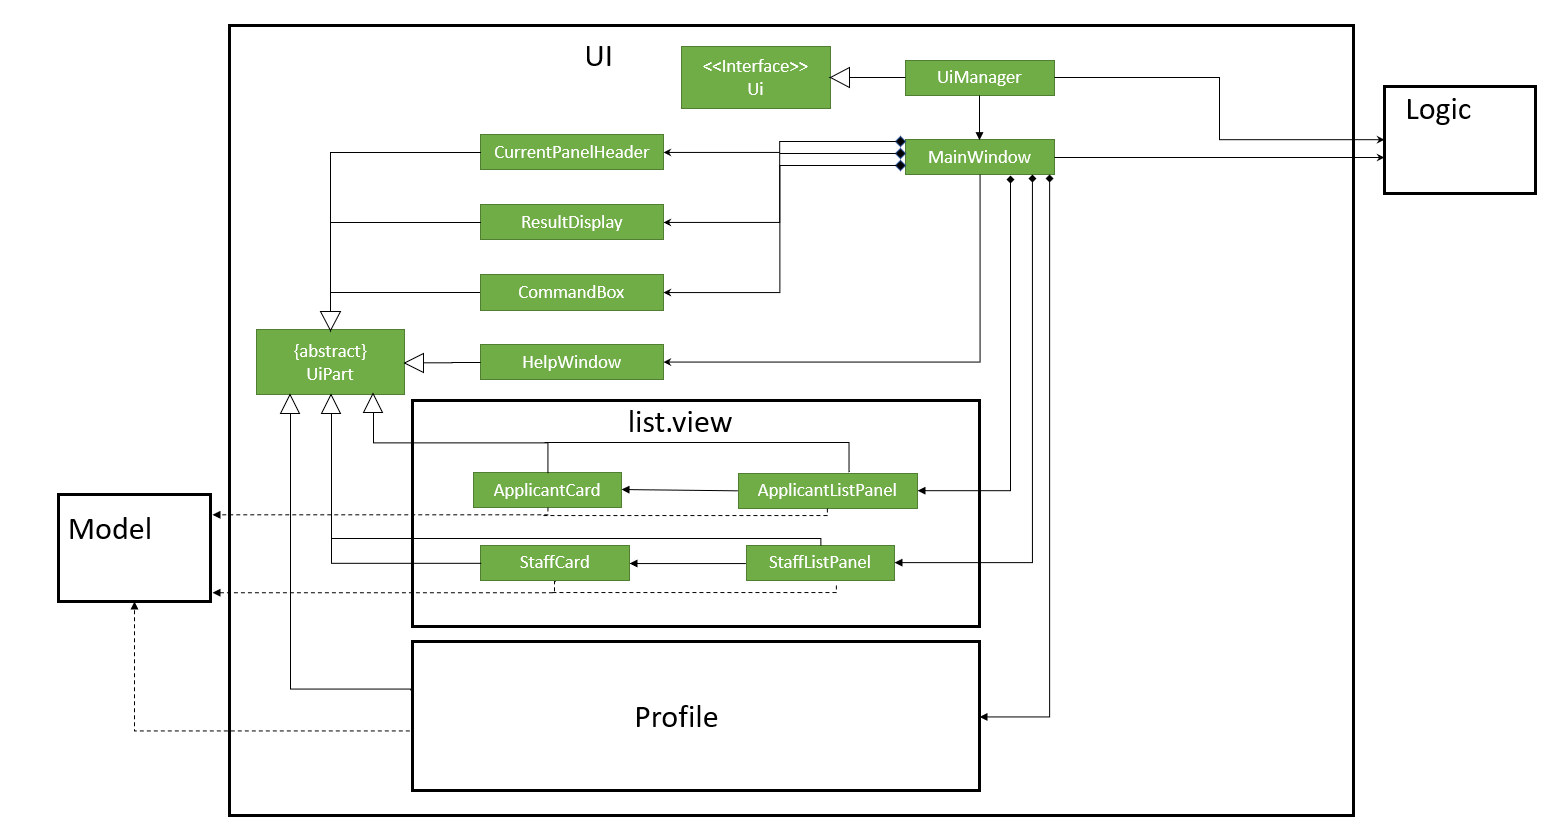 UI
<<Interface>>
Ui
UiManager
Logic
CurrentPanelHeader
MainWindow
ResultDisplay
CommandBox
{abstract}
UiPart
HelpWindow
list.view
ApplicantCard
ApplicantListPanel
Model
StaffCard
StaffListPanel
Profile